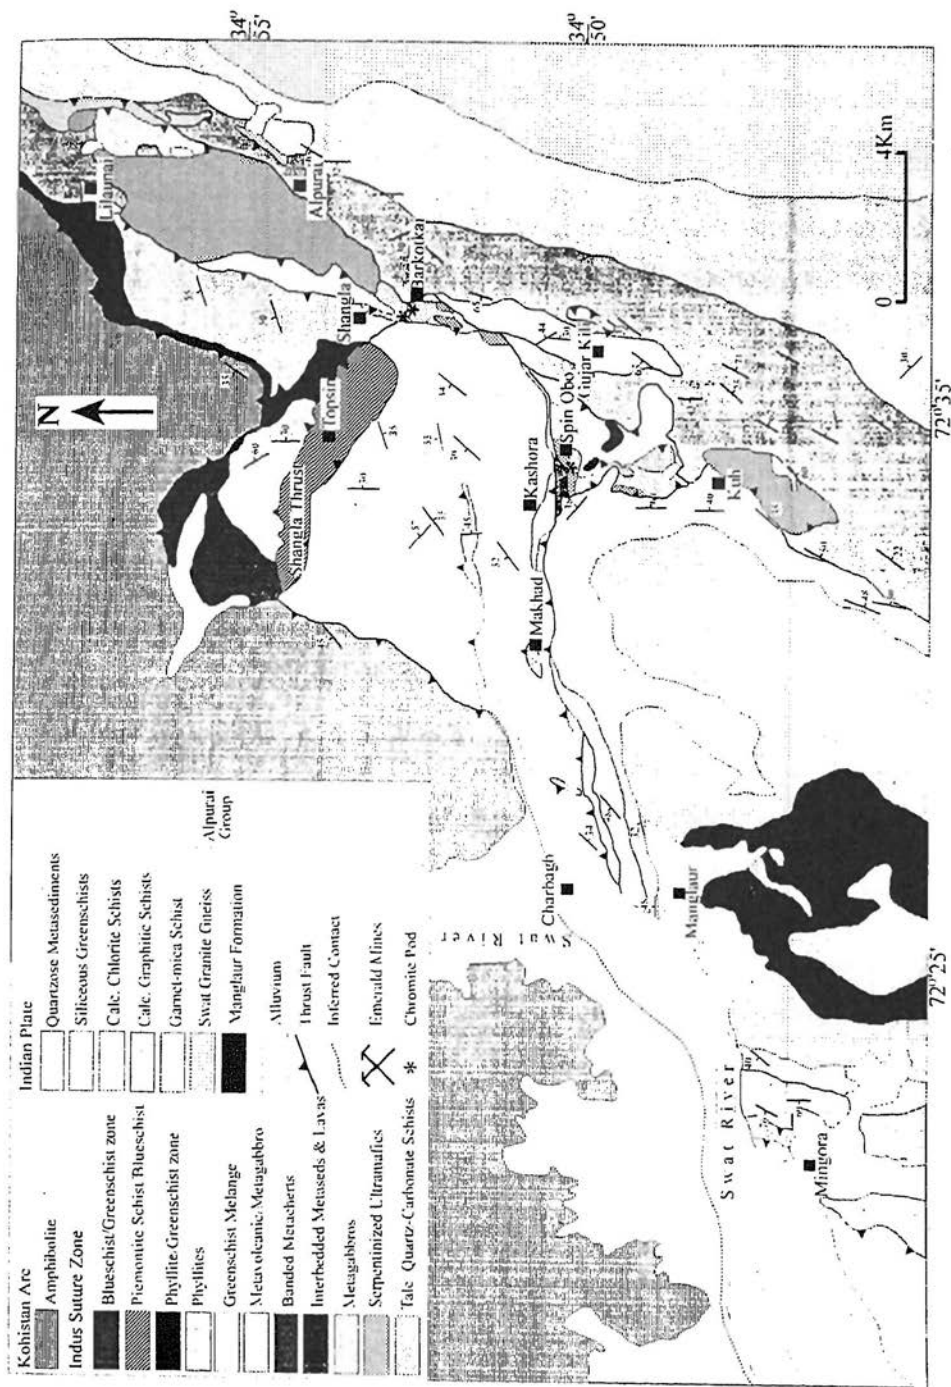 Kohistan Arc
Amphibolite
Indus Suture Zone
Blueschist/Greenschist zone
Piemontite Schist Blueschist
Phyllite-Greenschist zone
Phyllites
Greenschist Melange
Metavolcanic-Metagabbro
Banded Metacherts
Interbedded Metaseds & Lavas
Metagabbros
Serpentinized Ultramafics
Talc Quartz-Carbonate Schists
Indian Plate
Quartzose Metasediments
Siliceous Greenschists
Calc. Chlorite Schists
Calc. Graphitic Schists
Garnet-mica Schist
Swat Granite Gneiss
Manglaur Formation
Alpurai
Group
Alluvium
Thrust Fault
Inferred Contact
Emerald Mines
* Chromite Pod
N
34° 55'
34° 50'
72° 25'
72° 35'
0 4Km
Lilaunai
Alpurai
Shangla
Barkotkai
Topsin
Shangla Thrust
Gujar Kili
Spin Obo
Kashora
Makhad
Kuh
Charbagh
Manglaur
Swat River
Swat River
Mingora